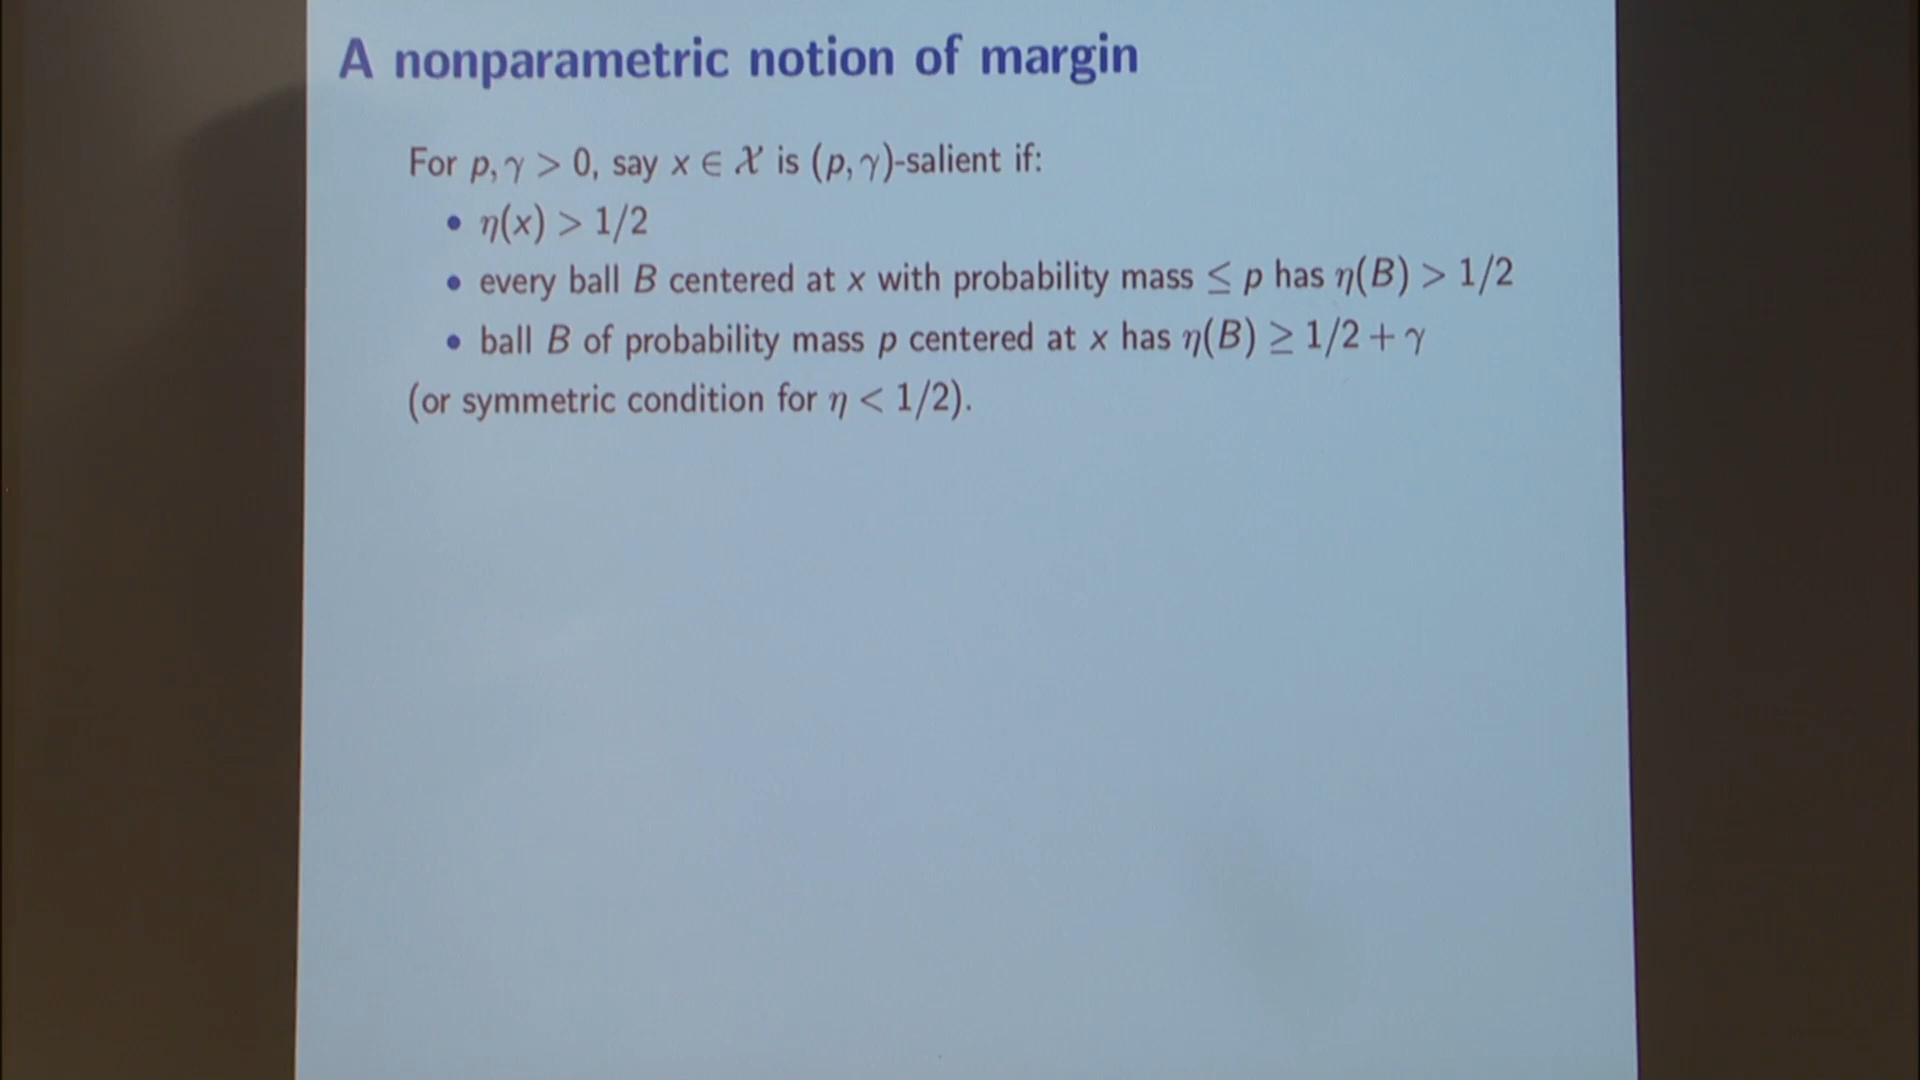 A nonparametric notion of margin
For p, γ > 0, say x ∈ 𝒳 is (p, γ)-salient if:
• η(x) > 1/2
• every ball B centered at x with probability mass ≤ p has η(B) > 1/2
• ball B of probability mass p centered at x has η(B) ≥ 1/2 + γ
(or symmetric condition for η < 1/2).